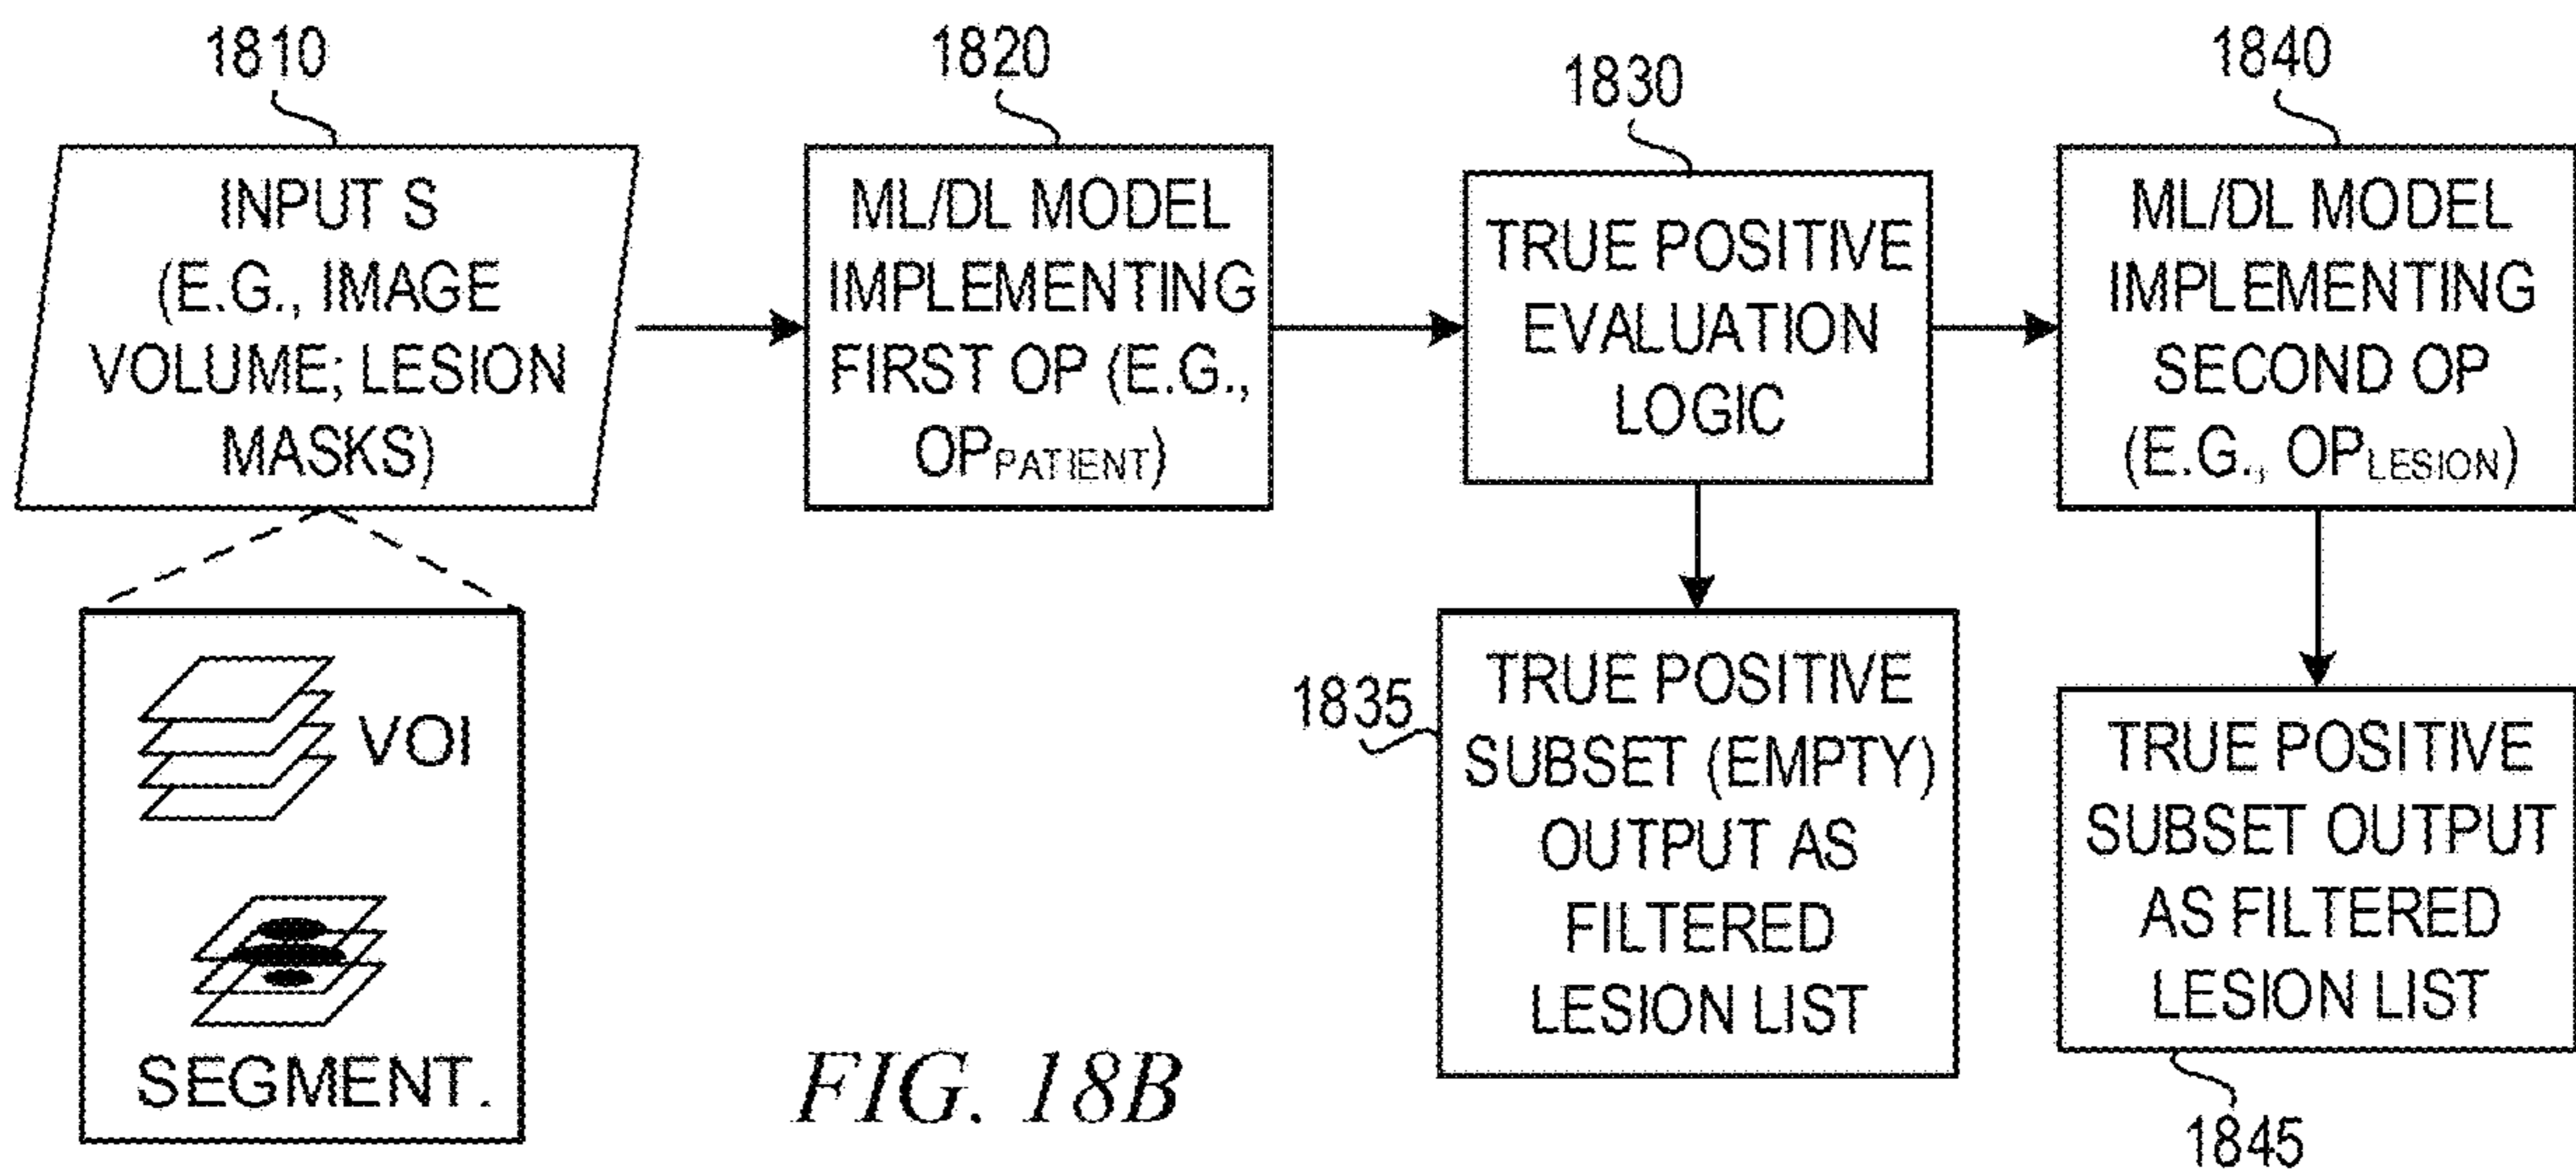 1810
INPUT S
(E.G., IMAGE
VOLUME; LESION
MASKS)
VOI
SEGMENT.
1820
ML/DL MODEL
IMPLEMENTING
FIRST OP (E.G.,
OPPATIENT)
1830
TRUE POSITIVE
EVALUATION
LOGIC
1835
TRUE POSITIVE
SUBSET (EMPTY)
OUTPUT AS
FILTERED
LESION LIST
1840
ML/DL MODEL
IMPLEMENTING
SECOND OP
(E.G., OPLESION)
TRUE POSITIVE
SUBSET OUTPUT
AS FILTERED
LESION LIST
1845
FIG. 18B